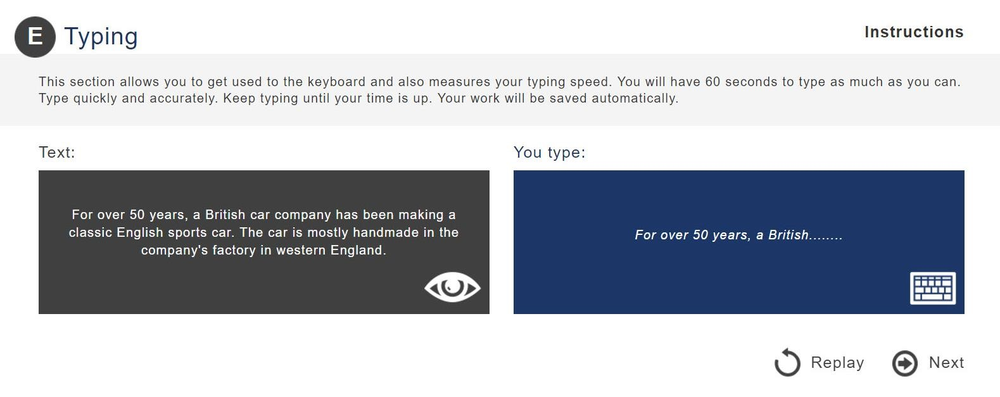 E Typing
Instructions
This section allows you to get used to the keyboard and also measures your typing speed. You will have 60 seconds to type as much as you can.
Type quickly and accurately. Keep typing until your time is up. Your work will be saved automatically.
Text:
For over 50 years, a British car company has been making a
classic English sports car. The car is mostly handmade in the
company's factory in western England.
You type:
For over 50 years, a British........
Replay
Next